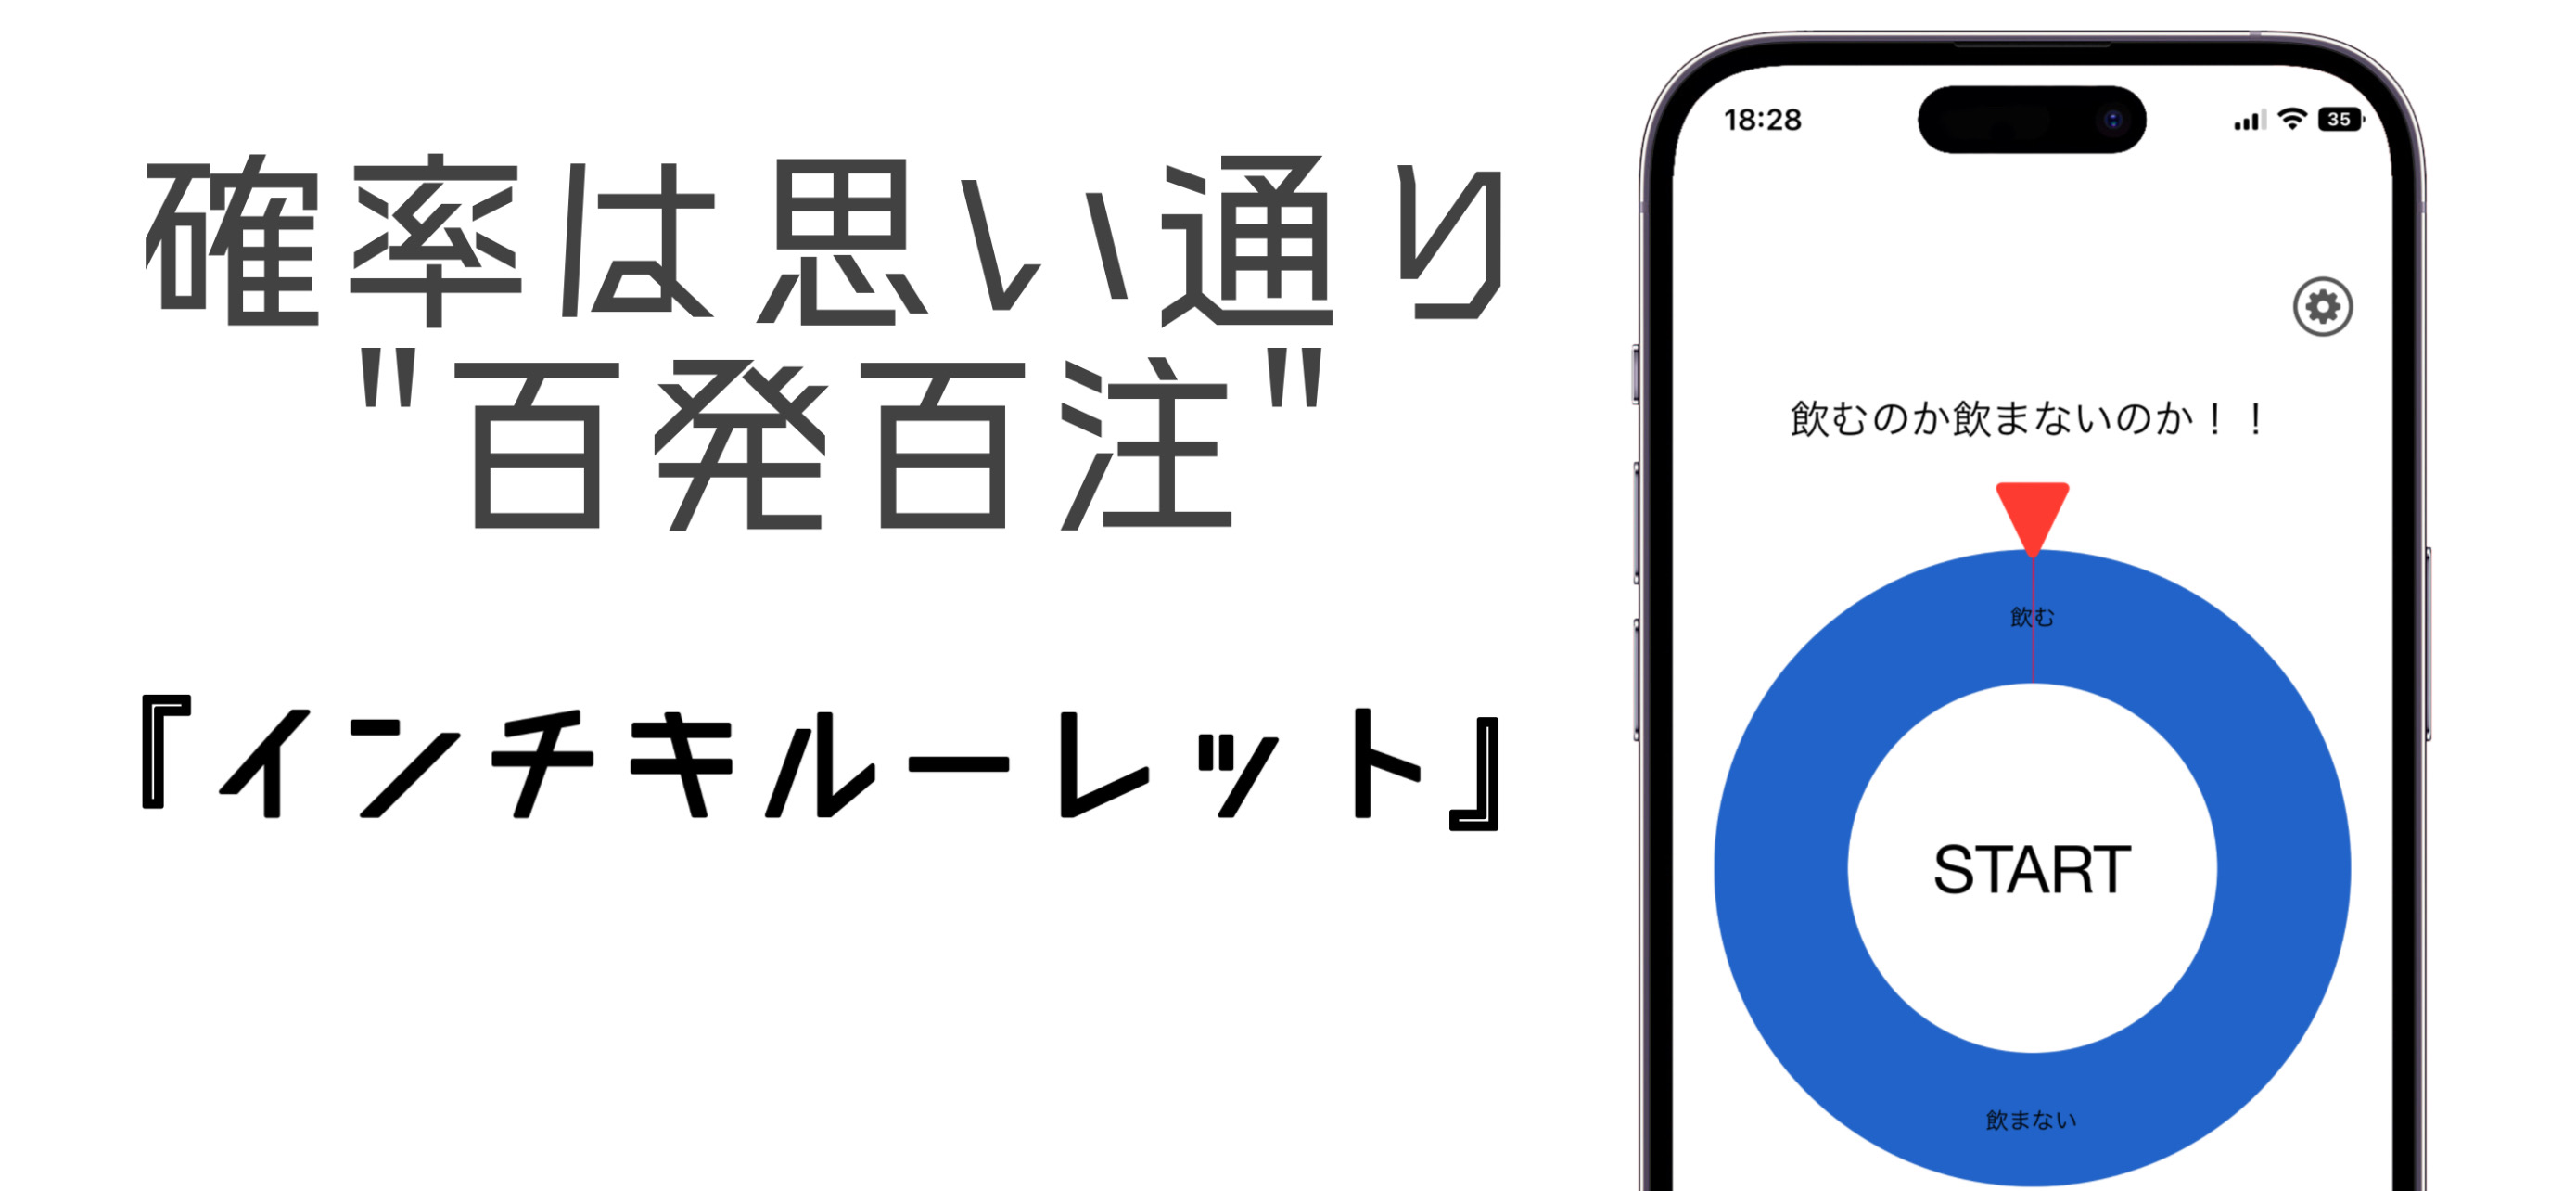 確率は思い通り
"百発百注"
『インチキルーレット』
18:28
35
飲むのか飲まないのか！！
飲む
START
飲まない